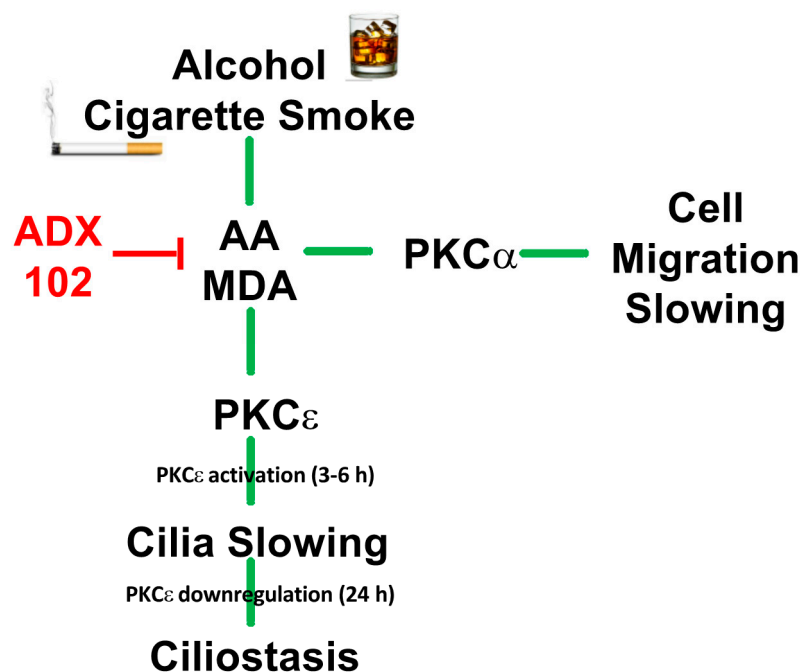 Alcohol
Cigarette Smoke
ADX
102
AA
MDA
PKCα
Cell
Migration
Slowing
PKCε
PKCε activation (3-6 h)
Cilia Slowing
PKCε downregulation (24 h)
Ciliostasis